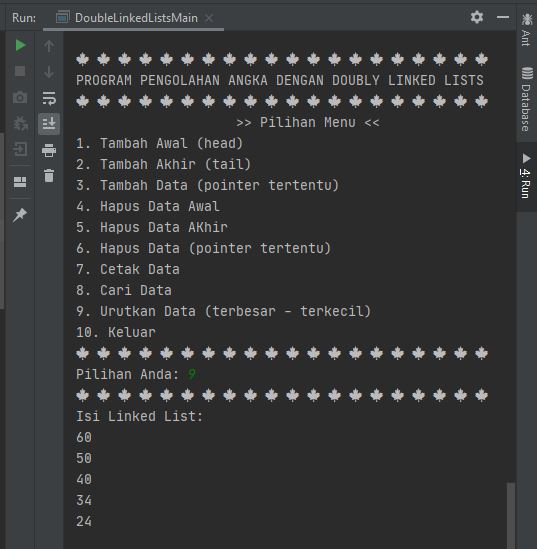 Run: DoubleLinkedListsMain ×
🍁 🍁 🍁 🍁 🍁 🍁 🍁 🍁 🍁 🍁 🍁 🍁 🍁 🍁 🍁 🍁 🍁 🍁 🍁 🍁
PROGRAM PENGOLAHAN ANGKA DENGAN DOUBLY LINKED LISTS
🍁 🍁 🍁 🍁 🍁 🍁 🍁 🍁 🍁 🍁 🍁 🍁 🍁 🍁 🍁 🍁 🍁 🍁 🍁 🍁
>> Pilihan Menu <<
1. Tambah Awal (head)
2. Tambah Akhir (tail)
3. Tambah Data (pointer tertentu)
4. Hapus Data Awal
5. Hapus Data AKhir
6. Hapus Data (pointer tertentu)
7. Cetak Data
8. Cari Data
9. Urutkan Data (terbesar - terkecil)
10. Keluar
🍁 🍁 🍁 🍁 🍁 🍁 🍁 🍁 🍁 🍁 🍁 🍁 🍁 🍁 🍁 🍁 🍁 🍁 🍁 🍁
Pilihan Anda: 9
🍁 🍁 🍁 🍁 🍁 🍁 🍁 🍁 🍁 🍁 🍁 🍁 🍁 🍁 🍁 🍁 🍁 🍁 🍁 🍁
Isi Linked List:
60
50
40
34
24
Ant
Database
4: Run